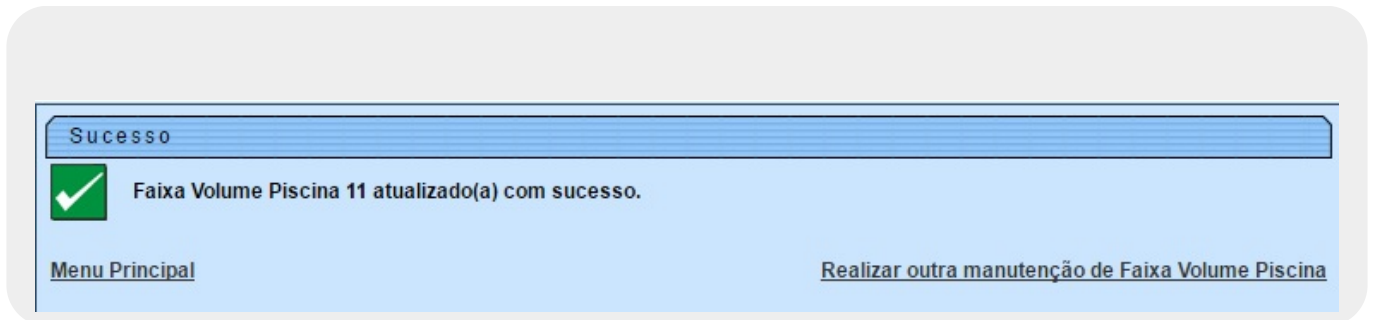 Sucesso
Faixa Volume Piscina 11 atualizado(a) com sucesso.
Menu Principal
Realizar outra manutenção de Faixa Volume Piscina